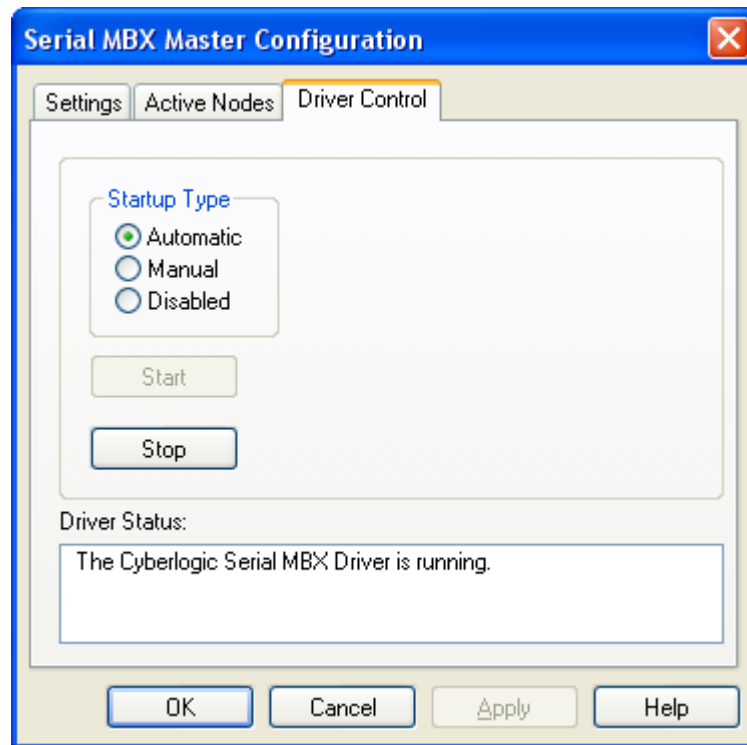 Serial MBX Master Configuration
Settings Active Nodes Driver Control
Startup Type
Automatic
Manual
Disabled
Start
Stop
Driver Status:
The Cyberlogic Serial MBX Driver is running.
OK Cancel Apply Help